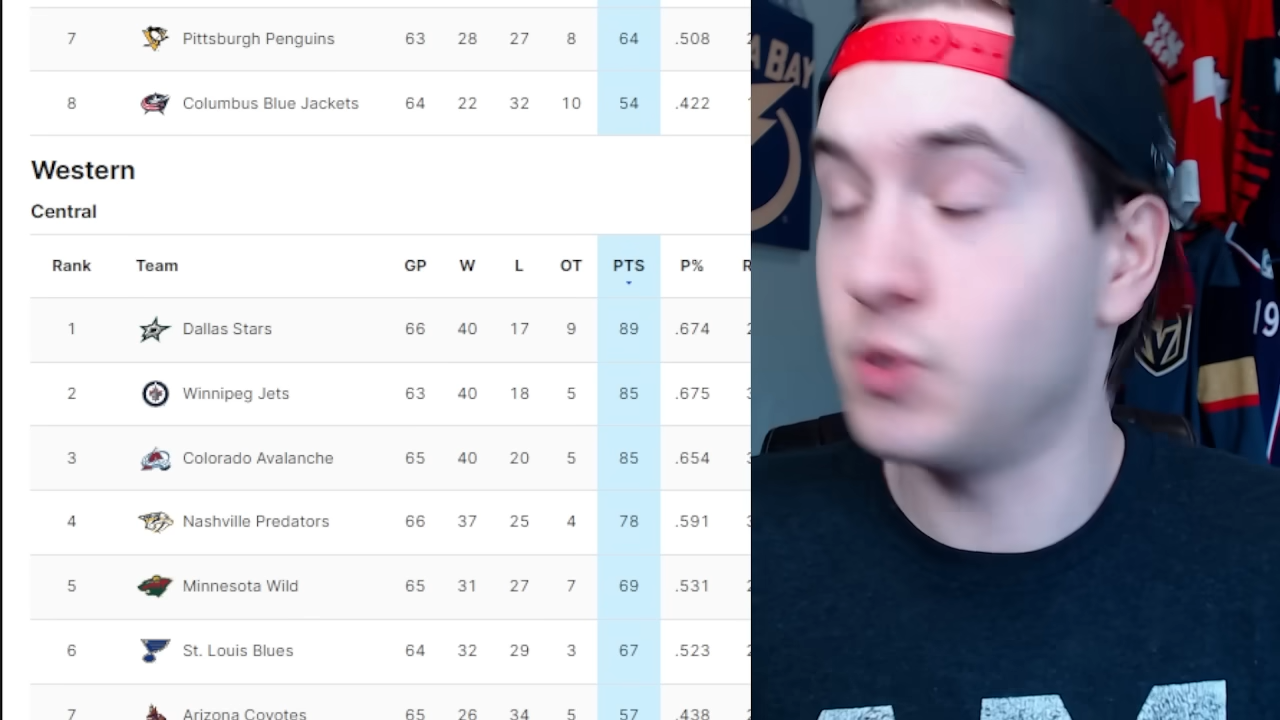 7 Pittsburgh Penguins 63 28 27 8 64 .508
8 Columbus Blue Jackets 64 22 32 10 54 .422
Western
Central
Rank Team GP W L OT PTS P%
1 Dallas Stars 66 40 17 9 89 .674
2 Winnipeg Jets 63 40 18 5 85 .675
3 Colorado Avalanche 65 40 20 5 85 .654
4 Nashville Predators 66 37 25 4 78 .591
5 Minnesota Wild 65 31 27 7 69 .531
6 St. Louis Blues 64 32 29 3 67 .523
7 Arizona Coyotes 65 26 34 5 57 .438
A BAY
19